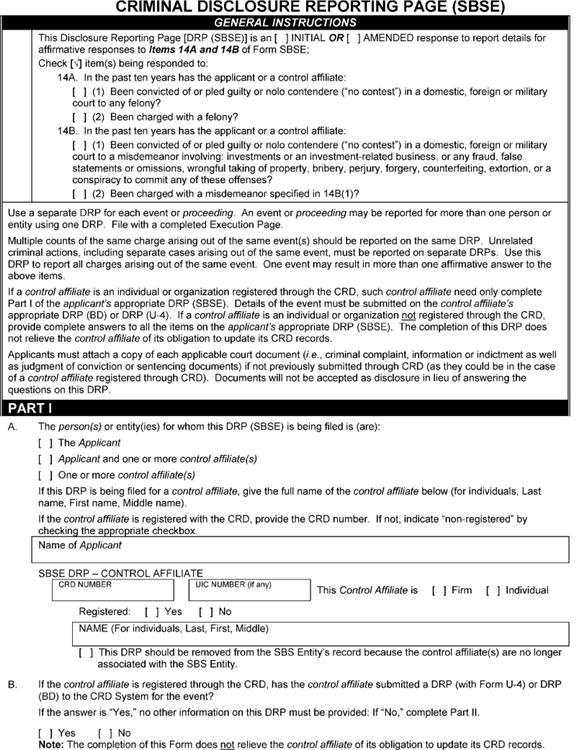 CRIMINAL DISCLOSURE REPORTING PAGE (SBSE)
GENERAL INSTRUCTIONS
This Disclosure Reporting Page [DRP (SBSE)] is an [ ] INITIAL OR [ ] AMENDED response to report details for
affirmative responses to Items 14A and 14B of Form SBSE;
Check [√] item(s) being responded to:
14A. In the past ten years has the applicant or a control affiliate:
[ ] (1) Been convicted of or pled guilty or nolo contendere (“no contest”) in a domestic, foreign or military
court to any felony?
[ ] (2) Been charged with a felony?
14B. In the past ten years has the applicant or a control affiliate:
[ ] (1) Been convicted of or pled guilty or nolo contendere (“no contest”) in a domestic, foreign or military
court to a misdemeanor involving: investments or an investment-related business, or any fraud, false
statements or omissions, wrongful taking of property, bribery, perjury, forgery, counterfeiting, extortion, or a
conspiracy to commit any of these offenses?
[ ] (2) Been charged with a misdemeanor specified in 14B(1)?
Use a separate DRP for each event or proceeding. An event or proceeding may be reported for more than one person or
entity using one DRP. File with a completed Execution Page.
Multiple counts of the same charge arising out of the same event(s) should be reported on the same DRP. Unrelated
criminal actions, including separate cases arising out of the same event, must be reported on separate DRPs. Use this
DRP to report all charges arising out of the same event. One event may result in more than one affirmative answer to the
above items.
If a control affiliate is an individual or organization registered through the CRD, such control affiliate need only complete
Part I of the applicant's appropriate DRP (SBSE). Details of the event must be submitted on the control affiliate's
appropriate DRP (BD) or DRP (U-4). If a control affiliate is an individual or organization not registered through the CRD,
provide complete answers to all the items on the applicant's appropriate DRP (SBSE). The completion of this DRP does
not relieve the control affiliate of its obligation to update its CRD records.
Applicants must attach a copy of each applicable court document (i.e., criminal complaint, information or indictment as well
as judgment of conviction or sentencing documents) if not previously submitted through CRD (as they could be in the case
of a control affiliate registered through CRD). Documents will not be accepted as disclosure in lieu of answering the
questions on this DRP.
PART I
A. The person(s) or entity(ies) for whom this DRP (SBSE) is being filed is (are):
[ ] The Applicant
[ ] Applicant and one or more control affiliate(s)
[ ] One or more control affiliate(s)
If this DRP is being filed for a control affiliate, give the full name of the control affiliate below (for individuals, Last
name, First name, Middle name).
If the control affiliate is registered with the CRD, provide the CRD number. If not, indicate “non-registered” by
checking the appropriate checkbox.
Name of Applicant
SBSE DRP – CONTROL AFFILIATE
CRD NUMBER UIC NUMBER (if any) This Control Affiliate is [ ] Firm [ ] Individual
Registered: [ ] Yes [ ] No
NAME (For individuals, Last, First, Middle)
[ ] This DRP should be removed from the SBS Entity's record because the control affiliate(s) are no longer
associated with the SBS Entity.
B. If the control affiliate is registered through the CRD, has the control affiliate submitted a DRP (with Form U-4) or DRP
(BD) to the CRD System for the event?
If the answer is “Yes,” no other information on this DRP must be provided: If “No,” complete Part II.
[ ] Yes [ ] No
Note: The completion of this Form does not relieve the control affiliate of its obligation to update its CRD records.